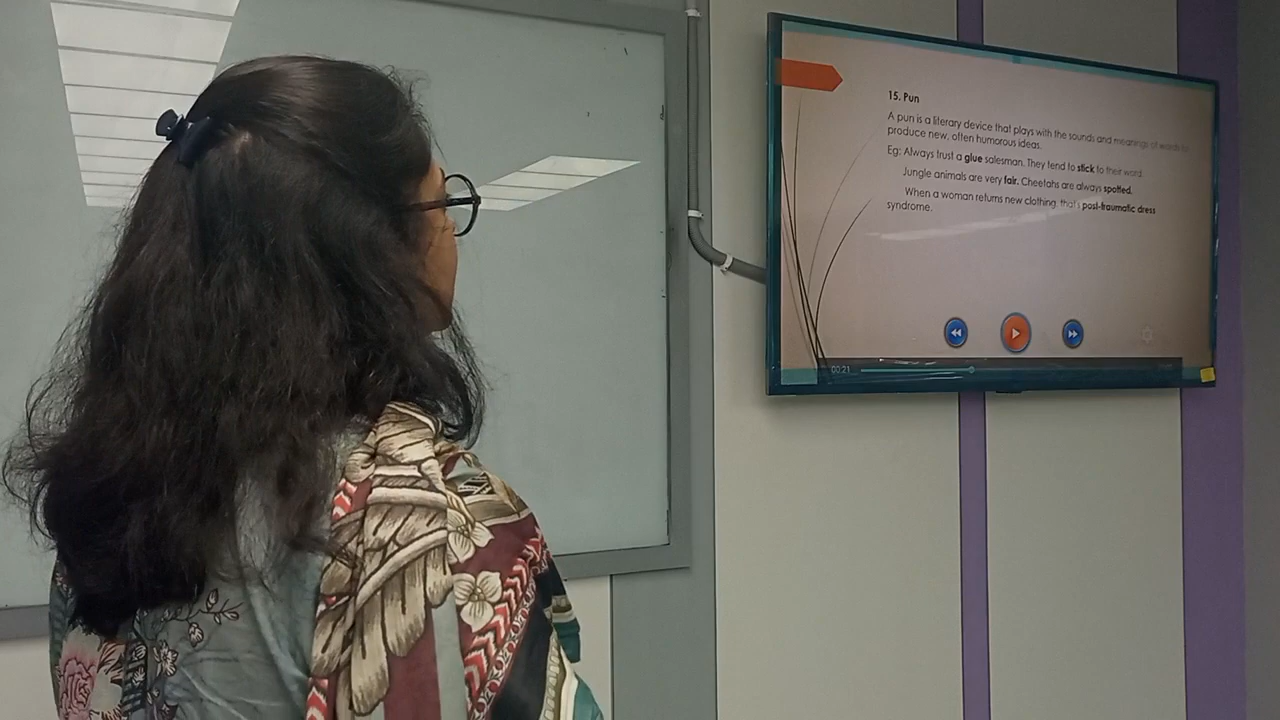 15. Pun
A pun is a literary device that plays with the sounds and meanings of words to
produce new, often humorous ideas.
Eg: Always trust a glue salesman. They tend to stick to their word.
Jungle animals are very fair. Cheetahs are always spotted.
When a woman returns new clothing, that's post-traumatic dress
syndrome.
00:21